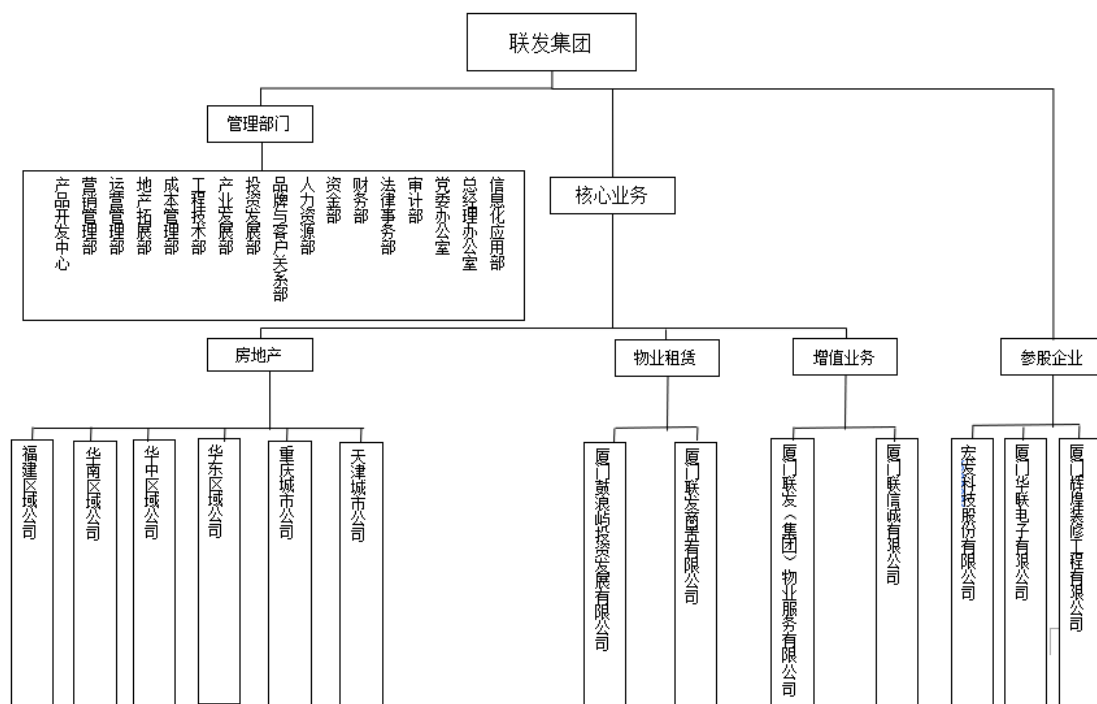 联发集团
管理部门
产品开发中心
营销管理部
运营管理部
地产拓展部
成本管理部
工程技术部
产业发展部
投资发展部
品牌与客户关系部
人力资源部
资金部
财务部
法律事务部
审计部
党委办公室
总经理办公室
信息化应用部
核心业务
房地产
物业租赁
增值业务
参股企业
福建区域公司
华南区域公司
华中区域公司
华东区域公司
重庆城市公司
天津城市公司
厦门鼓浪屿投资发展有限公司
厦门联发商贸有限公司
厦门联发（集团）物业服务有限公司
厦门联信诚有限公司
宏发科技股份有限公司
厦门华联电子有限公司
厦门辉煌装修工程有限公司